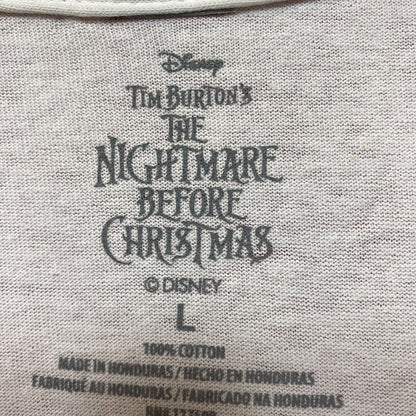 Disney
TIM BURTON'S
THE
NIGHTMARE
BEFORE
CHRISTMAS
© DISNEY
L
100% COTTON
MADE IN HONDURAS / HECHO EN HONDURAS
FABRIQUÉ AU HONDURAS / FABRICADO NA HONDURAS